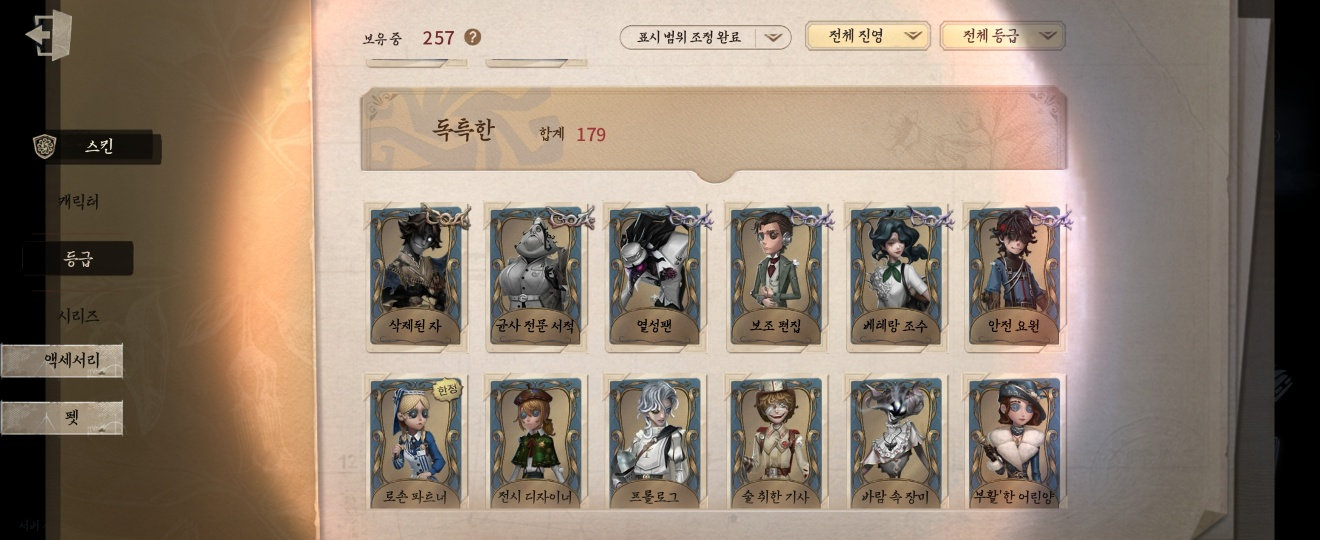 보유중 257 ?
표시 범위 조정 완료
전체 진영
전체 등급
독특한 합계 179
스킨
캐릭터
등급
시리즈
액세서리
펫
삭제된 자
군사 전문 서적
열성팬
보조 편집
베테랑 조수
안전 요원
한정
로손 파트너
전시 디자이너
프롤로그
술 취한 기사
바람 속 장미
부활'한 어린양
12